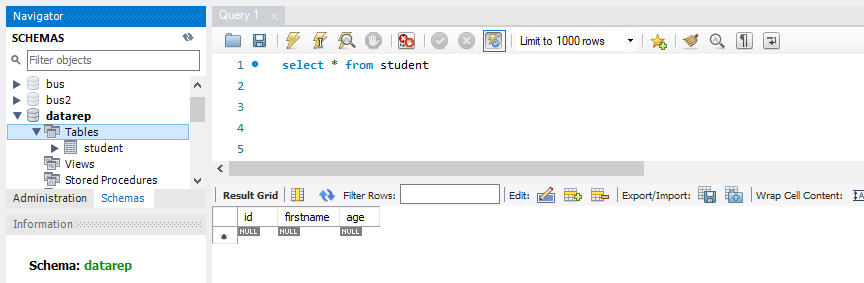 Navigator
SCHEMAS
Filter objects
bus
bus2
datarep
Tables
student
Views
Stored Procedures
Administration Schemas
Information
Schema: datarep
Query 1
Limit to 1000 rows
1 select * from student
2
3
4
5
Result Grid Filter Rows: Edit: Export/Import: Wrap Cell Content:
id firstname age
NULL NULL NULL